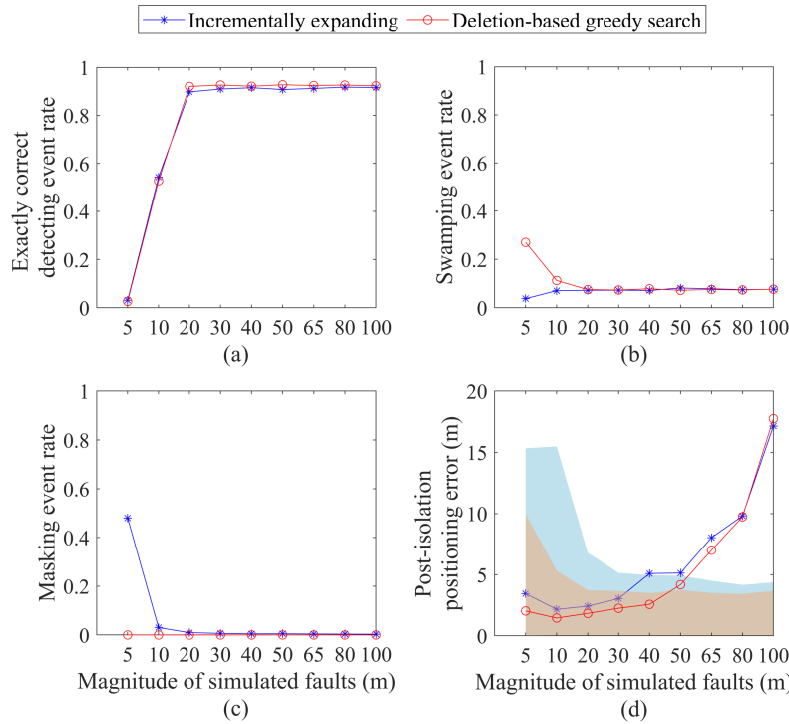 Incrementally expanding
Deletion-based greedy search
Exactly correct
detecting event rate
1
0.8
0.6
0.4
0.2
0
5 10 20 30 40 50 65 80 100
(a)
Swamping event rate
1
0.8
0.6
0.4
0.2
0
5 10 20 30 40 50 65 80 100
(b)
Masking event rate
1
0.8
0.6
0.4
0.2
0
5 10 20 30 40 50 65 80 100
Magnitude of simulated faults (m)
(c)
Post-isolation
positioning error (m)
20
15
10
5
0
5 10 20 30 40 50 65 80 100
Magnitude of simulated faults (m)
(d)